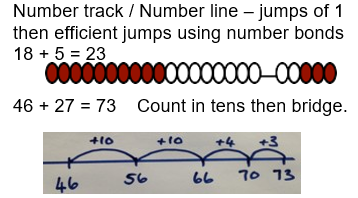 Number track / Number line – jumps of 1
then efficient jumps using number bonds
18 + 5 = 23
46 + 27 = 73 Count in tens then bridge.
+10 +10 +4 +3
46 56 66 70 73